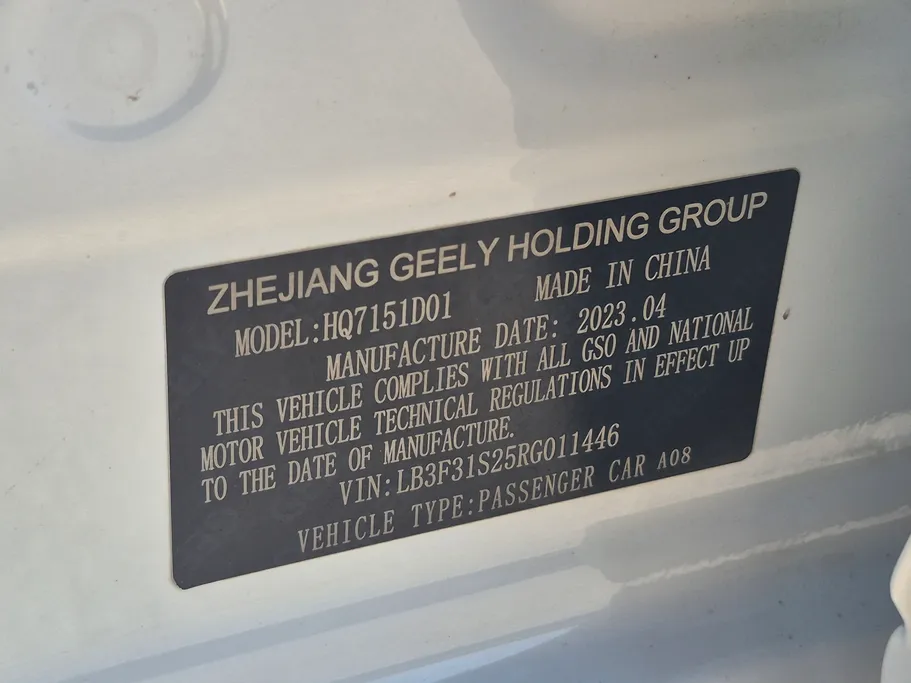 ZHEJIANG GEELY HOLDING GROUP
MODEL:HQ7151D01 MADE IN CHINA
MANUFACTURE DATE: 2023.04
THIS VEHICLE COMPLIES WITH ALL GSO AND NATIONAL
MOTOR VEHICLE TECHNICAL REGULATIONS IN EFFECT UP
TO THE DATE OF MANUFACTURE.
VIN:LB3F31S25RG011446
VEHICLE TYPE:PASSENGER CAR A08